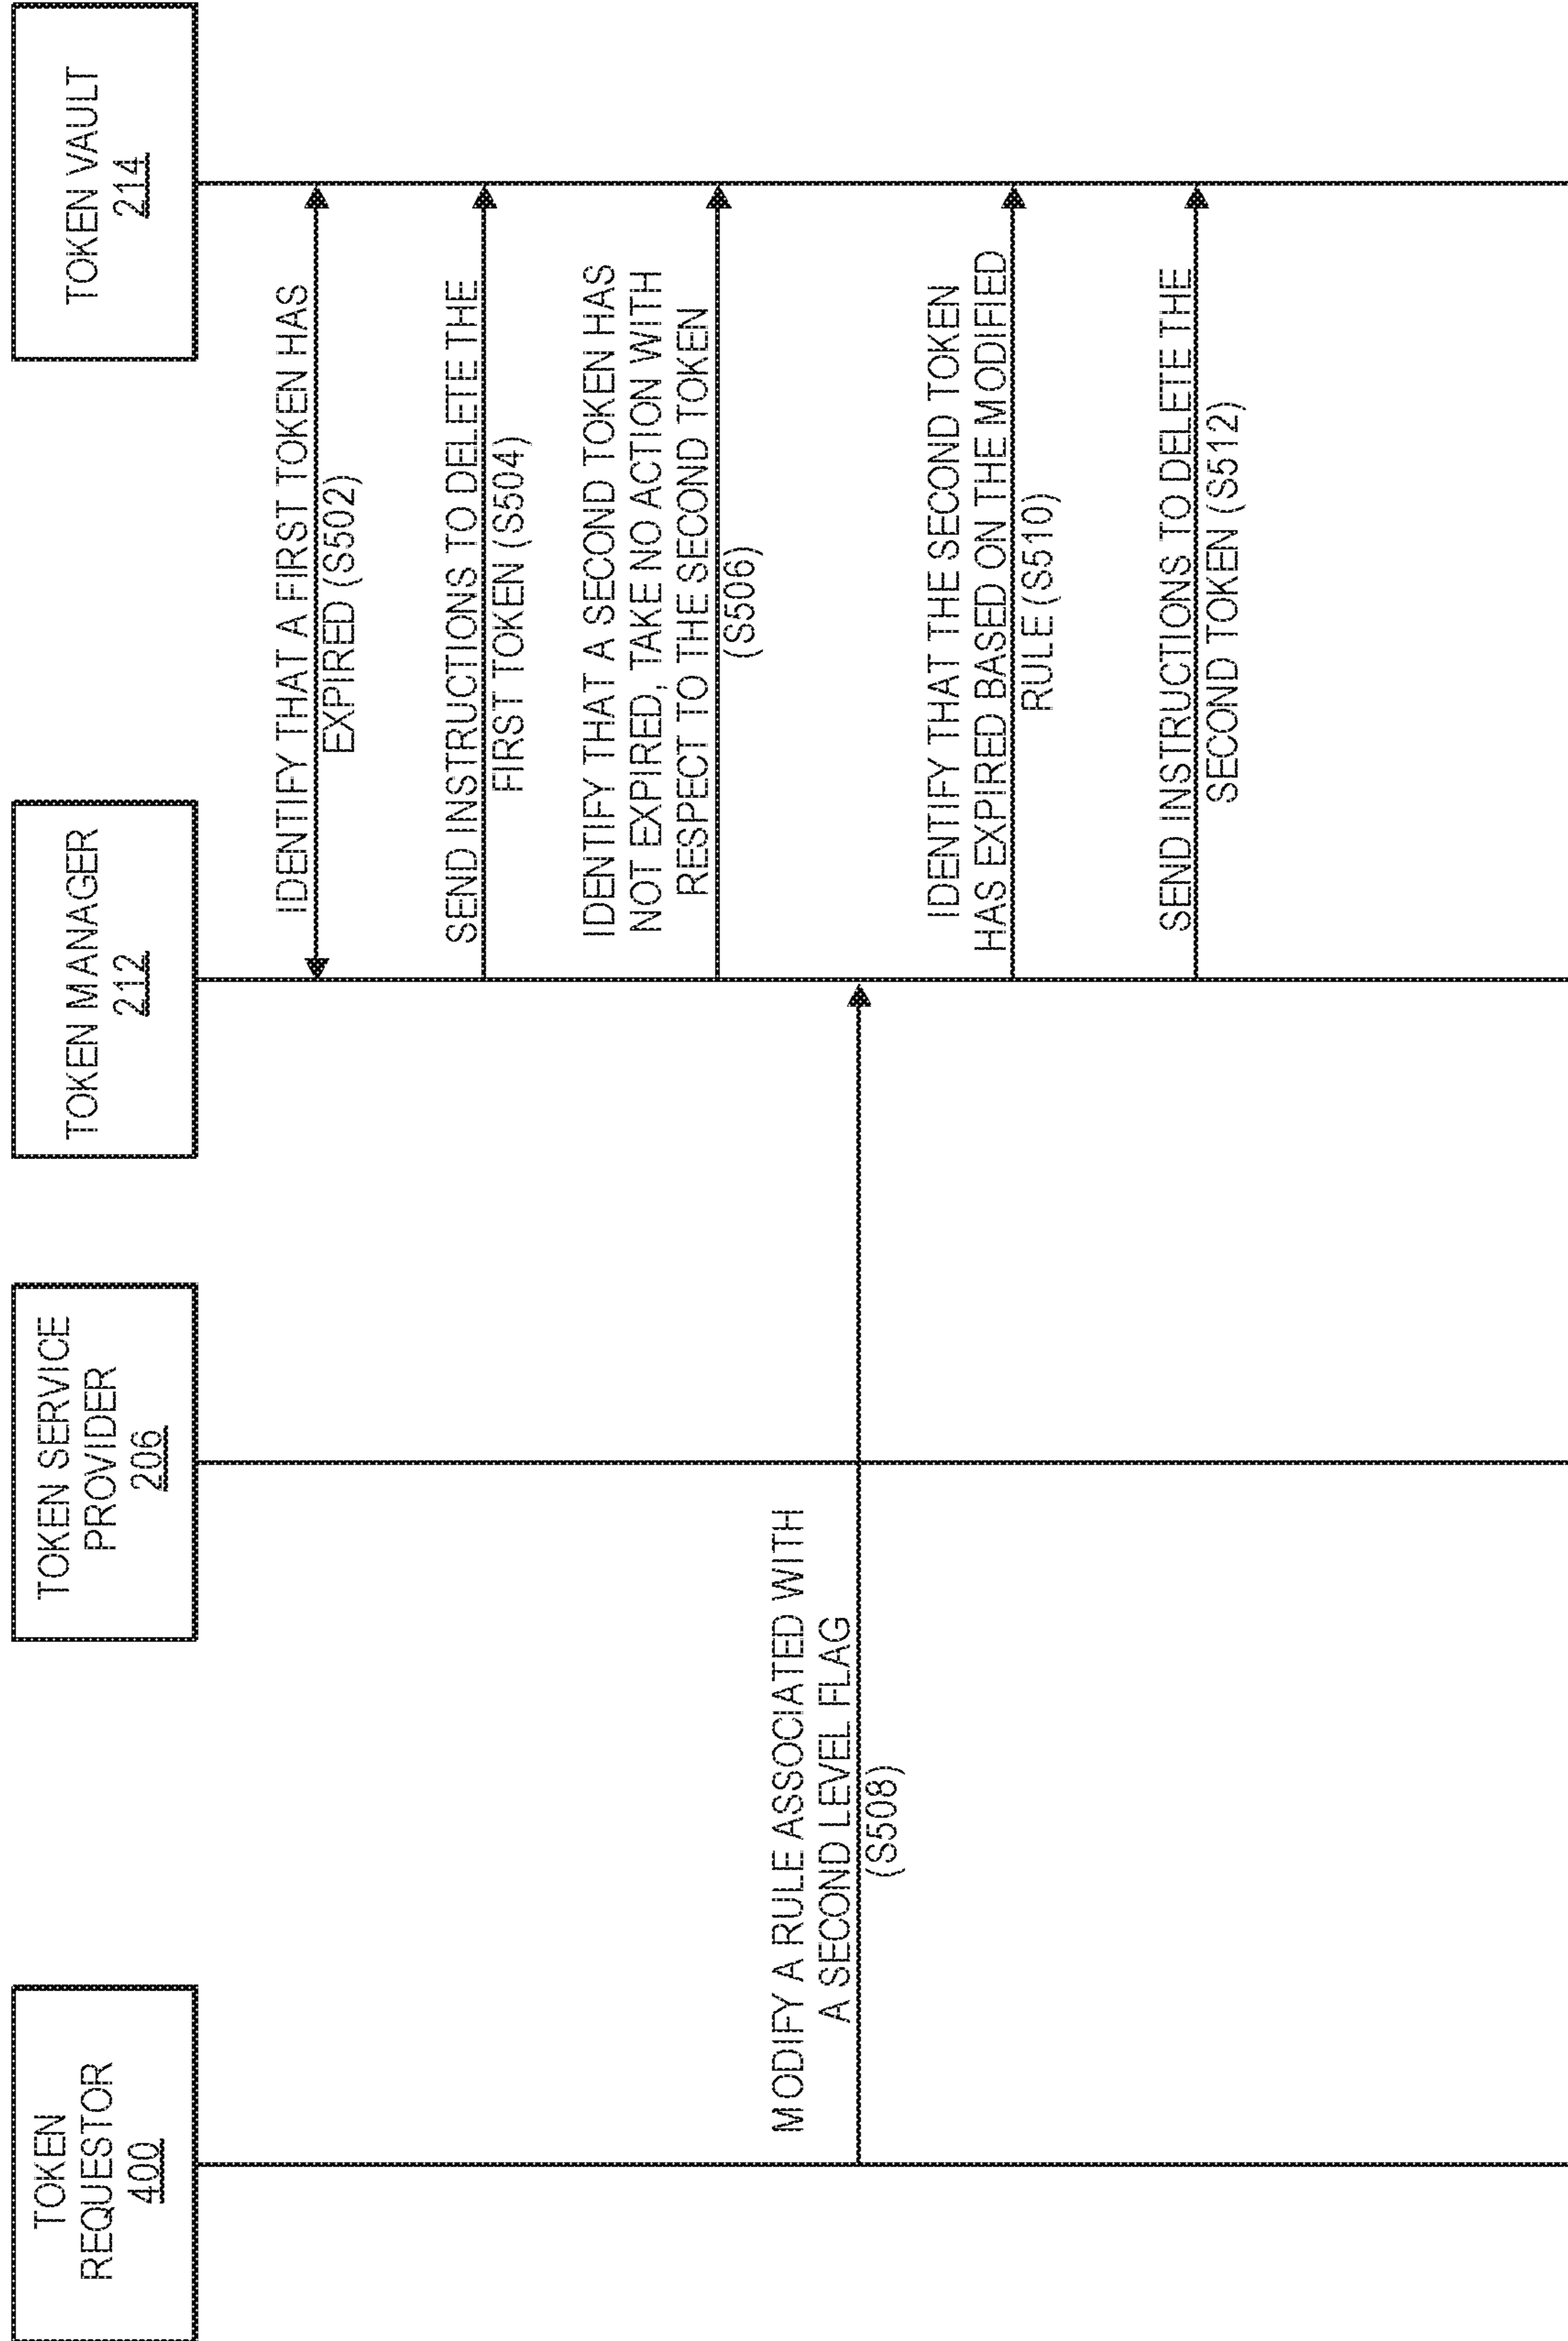 TOKEN
REQUESTOR
400
TOKEN SERVICE
PROVIDER
206
TOKEN MANAGER
212
TOKEN VAULT
214
IDENTIFY THAT A FIRST TOKEN HAS
EXPIRED (S502)
SEND INSTRUCTIONS TO DELETE THE
FIRST TOKEN (S504)
IDENTIFY THAT A SECOND TOKEN HAS
NOT EXPIRED, TAKE NO ACTION WITH
RESPECT TO THE SECOND TOKEN
(S506)
MODIFY A RULE ASSOCIATED WITH
A SECOND LEVEL FLAG
(S508)
IDENTIFY THAT THE SECOND TOKEN
HAS EXPIRED BASED ON THE MODIFIED
RULE (S510)
SEND INSTRUCTIONS TO DELETE THE
SECOND TOKEN (S512)